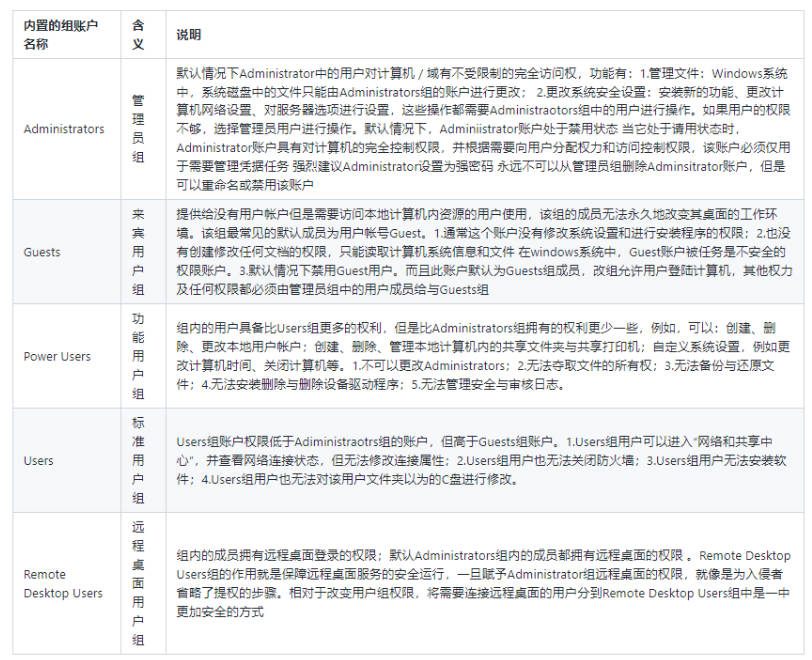 内置的组账户
名称
含
义
说明
Administrators
管
理
员
组
默认情况下Administrator中的用户对计算机 / 域有不受限制的完全访问权，功能有：1.管理文件：Windows系统
中，系统磁盘中的文件只能由Administrators组的账户进行更改； 2.更改系统安全设置：安装新的功能、更改计
算机网络设置、对服务器选项进行设置，这些操作都需要Administraotors组中的用户进行操作。如果用户的权限
不够，选择管理员用户进行操作。默认情况下，Adminiistrator账户处于禁用状态 当它处于请用状态时，
Administrator账户具有对计算机的完全控制权限，并根据需要向用户分配权力和访问控制权限，该账户必须仅用
于需要管理凭据任务 强烈建议Administrator设置为强密码 永远不可以从管理员组删除Adminsitrator账户，但是
可以重命名或禁用该账户
Guests
来
宾
用
户
组
提供给没有用户帐户但是需要访问本地计算机内资源的用户使用，该组的成员无法永久地改变其桌面的工作环
境。该组最常见的默认成员为用户帐号Guest。1.通常这个账户没有修改系统设置和进行安装程序的权限；2.也没
有创建修改任何文档的权限，只能读取计算机系统信息和文件 在windows系统中，Guest账户被任务是不安全的
权限账户。3.默认情况下禁用Guest用户。而且此账户默认为Guests组成员，改组允许用户登陆计算机，其他权力
及任何权限都必须由管理员组中的用户成员给与Guests组
Power Users
功
能
用
户
组
组内的用户具备比Users组更多的权利，但是比Administrators组拥有的权利更少一些，例如，可以：创建、删
除、更改本地用户帐户；创建、删除、管理本地计算机内的共享文件夹与共享打印机；自定义系统设置，例如更
改计算机时间、关闭计算机等。1.不可以更改Administrators；2.无法夺取文件的所有权；3.无法备份与还原文
件；4.无法安装删除与删除设备驱动程序；5.无法管理安全与审核日志。
Users
标
准
用
户
组
Users组账户权限低于Adiministraotrs组的账户，但高于Guests组账户。1.Users组用户可以进入“网络和共享中
心”，并查看网络连接状态，但无法修改连接属性；2.Users组用户也无法关闭防火墙；3.Users组用户无法安装软
件；4.Users组用户也无法对该用户文件夹以为的C盘进行修改。
Remote
Desktop Users
远
程
桌
面
用
户
组
组内的成员拥有远程桌面登录的权限；默认Administrators组内的成员都拥有远程桌面的权限 。Remote Desktop
Users组的作用就是保障远程桌面服务的安全运行，一旦赋予Administrator组远程桌面的权限，就像是为入侵者
省略了提权的步骤。相对于改变用户组权限，将需要连接远程桌面的用户分到Remote Desktop Users组中是一中
更加安全的方式